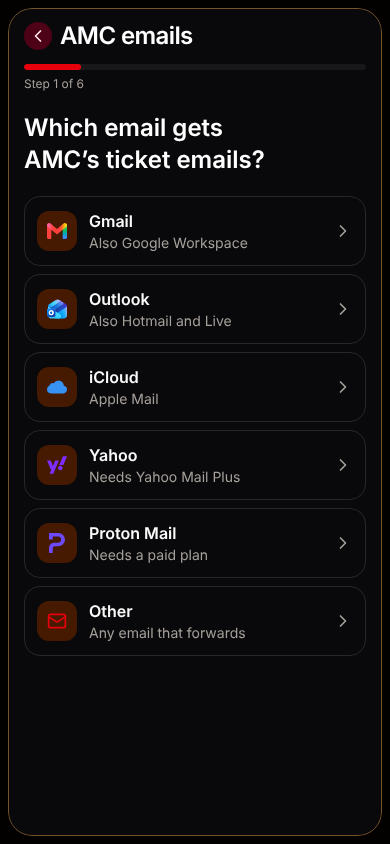 AMC emails
Step 1 of 6
Which email gets
AMC’s ticket emails?
Gmail
Also Google Workspace
Outlook
Also Hotmail and Live
iCloud
Apple Mail
Yahoo
Needs Yahoo Mail Plus
Proton Mail
Needs a paid plan
Other
Any email that forwards